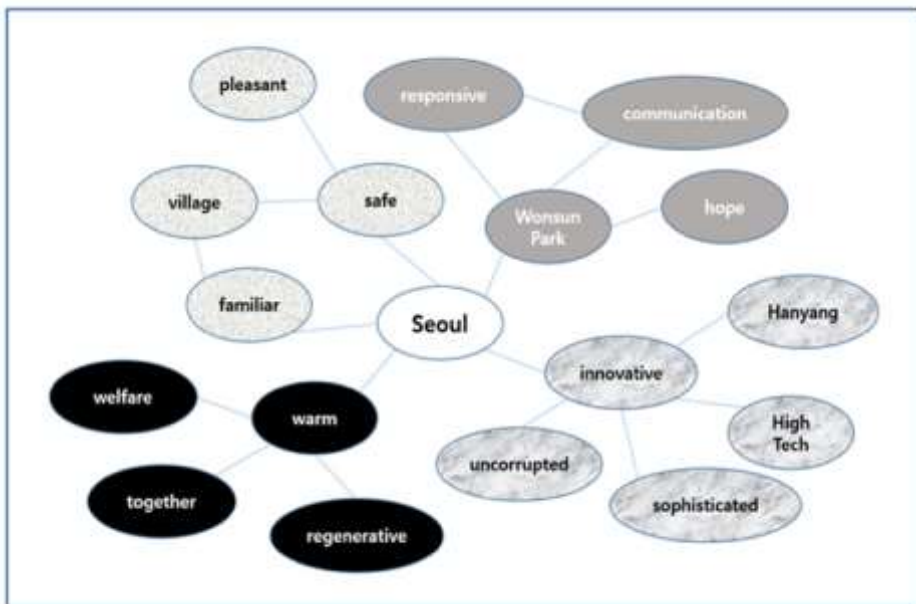 pleasant
responsive
communication
village
safe
Wonsun
Park
hope
familiar
Seoul
Hanyang
innovative
welfare
warm
High
Tech
uncorrupted
together
sophisticated
regenerative